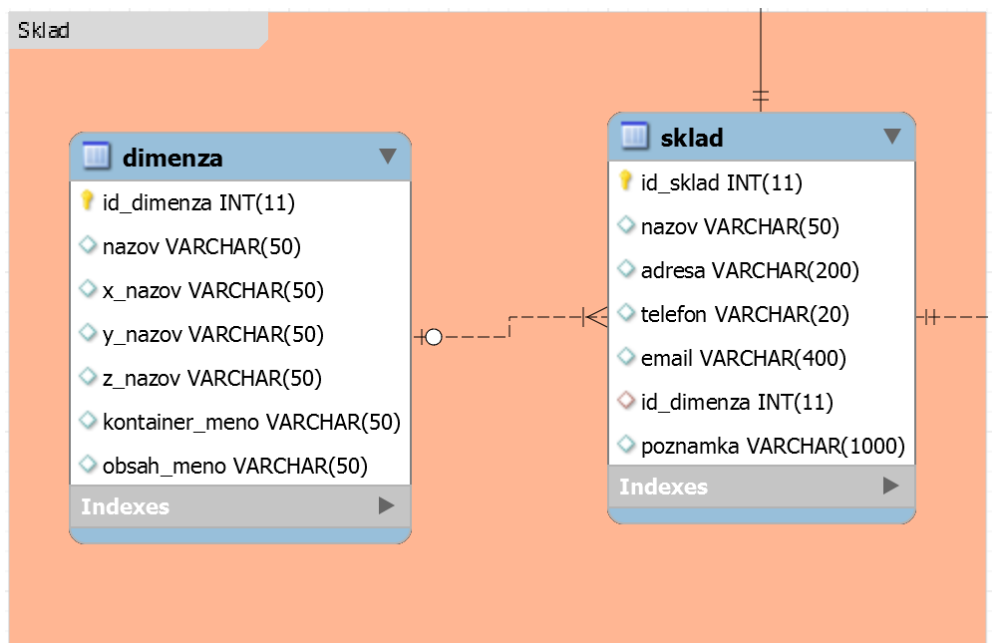 Sklad
dimenza
id_dimenza INT(11)
nazov VARCHAR(50)
x_nazov VARCHAR(50)
y_nazov VARCHAR(50)
z_nazov VARCHAR(50)
kontainer_meno VARCHAR(50)
obsah_meno VARCHAR(50)
Indexes
sklad
id_sklad INT(11)
nazov VARCHAR(50)
adresa VARCHAR(200)
telefon VARCHAR(20)
email VARCHAR(400)
id_dimenza INT(11)
poznamka VARCHAR(1000)
Indexes